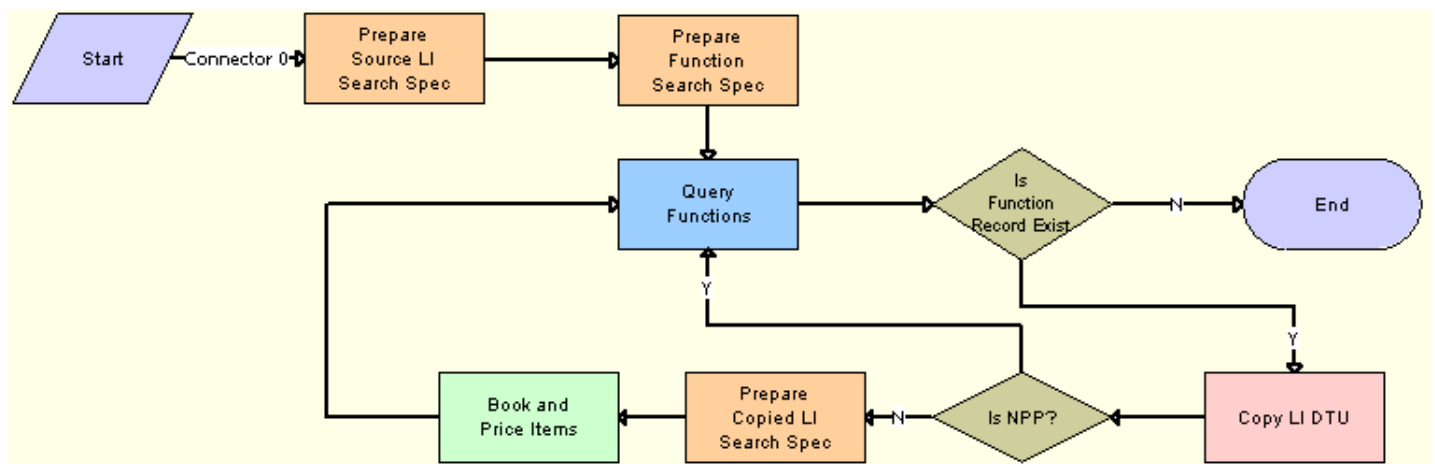 Start
Connector 0
Prepare
Source LI
Search Spec
Prepare
Function
Search Spec
Query
Functions
Is
Function
Record Exist
N
End
Y
Y
Book and
Price Items
Prepare
Copied LI
Search Spec
N
Is NPP?
Copy LI DTU